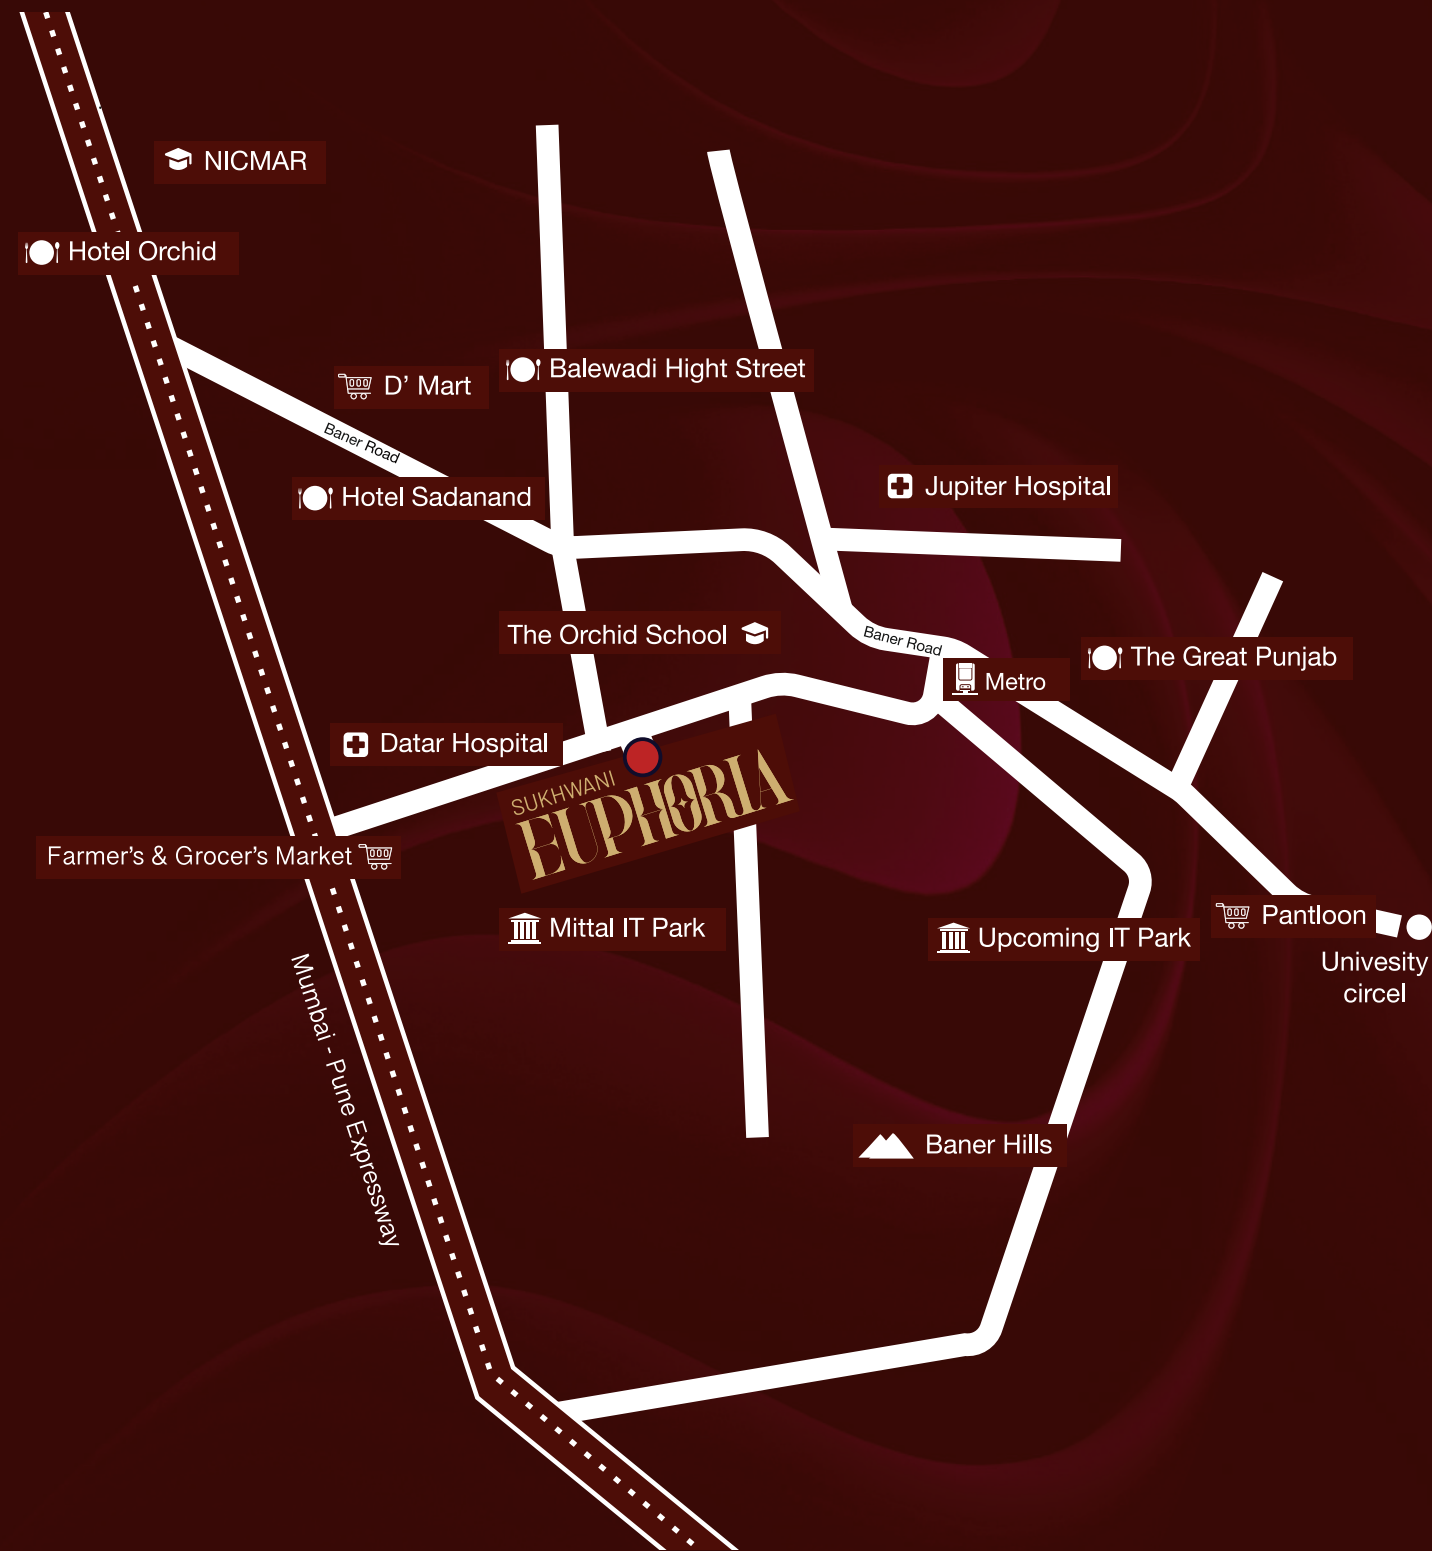 NICMAR
Hotel Orchid
Balewadi Hight Street
D' Mart
Baner Road
Hotel Sadanand
Jupiter Hospital
The Orchid School
Baner Road
The Great Punjab
Metro
Datar Hospital
SUKHWANI
EUPHORIA
Farmer's & Grocer's Market
Mittal IT Park
Pantloon
Upcoming IT Park
Univesity
circel
Mumbai - Pune Expressway
Baner Hills